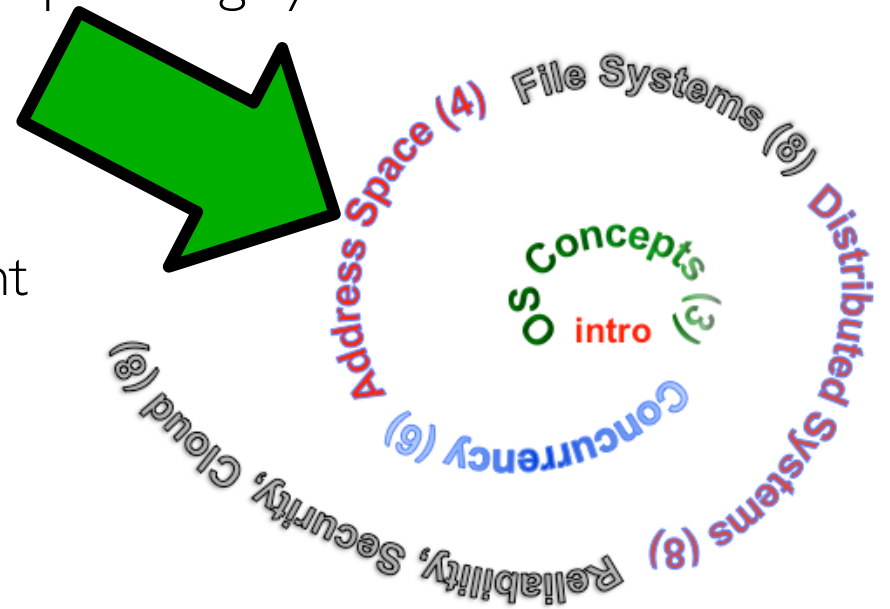 intro
OS Concepts (3)
Concurrency (6)
Address Space (4)
File Systems (8)
Distributed Systems (8)
Reliability, Security, Cloud (8)
nt